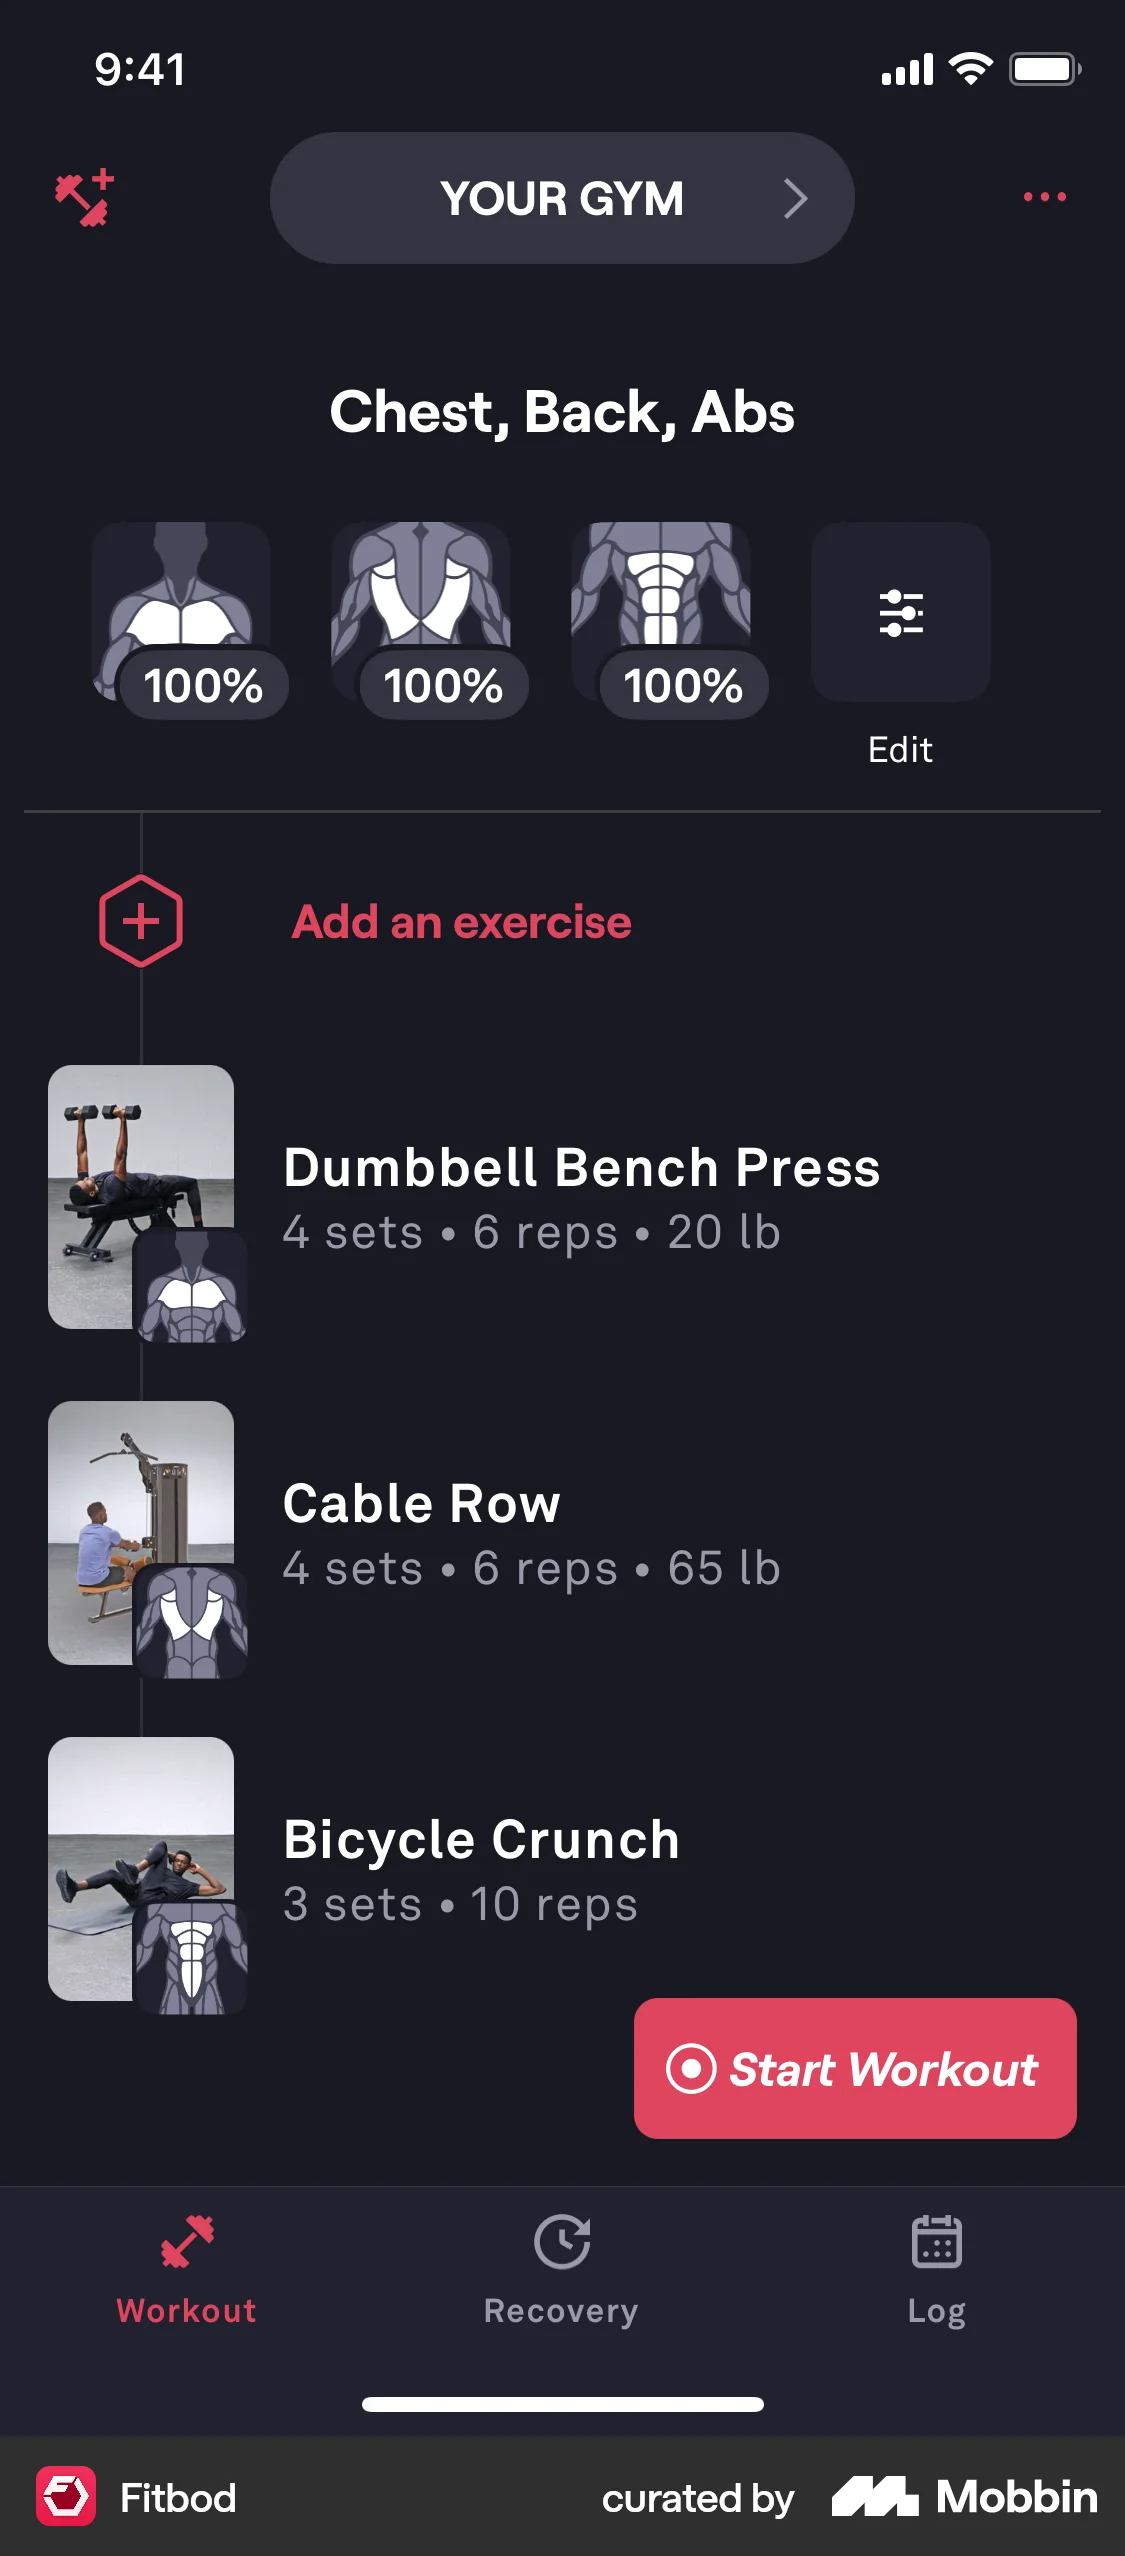 9:41
YOUR GYM
Chest, Back, Abs
100% 100% 100%
Edit
Add an exercise
Dumbbell Bench Press
4 sets • 6 reps • 20 lb
Cable Row
4 sets • 6 reps • 65 lb
Bicycle Crunch
3 sets • 10 reps
Start Workout
Workout Recovery Log
Fitbod curated by Mobbin